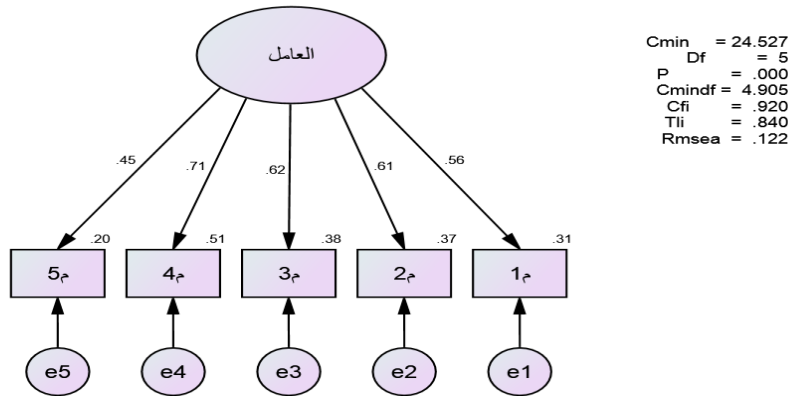 العامل
Cmin = 24.527
Df = 5
P = .000
Cmindf = 4.905
Cfi = .920
Tli = .840
Rmsea = .122
.45 .71 .62 .61 .56
.20 .51 .38 .37 .31
م5 م4 م3 م2 م1
e5 e4 e3 e2 e1